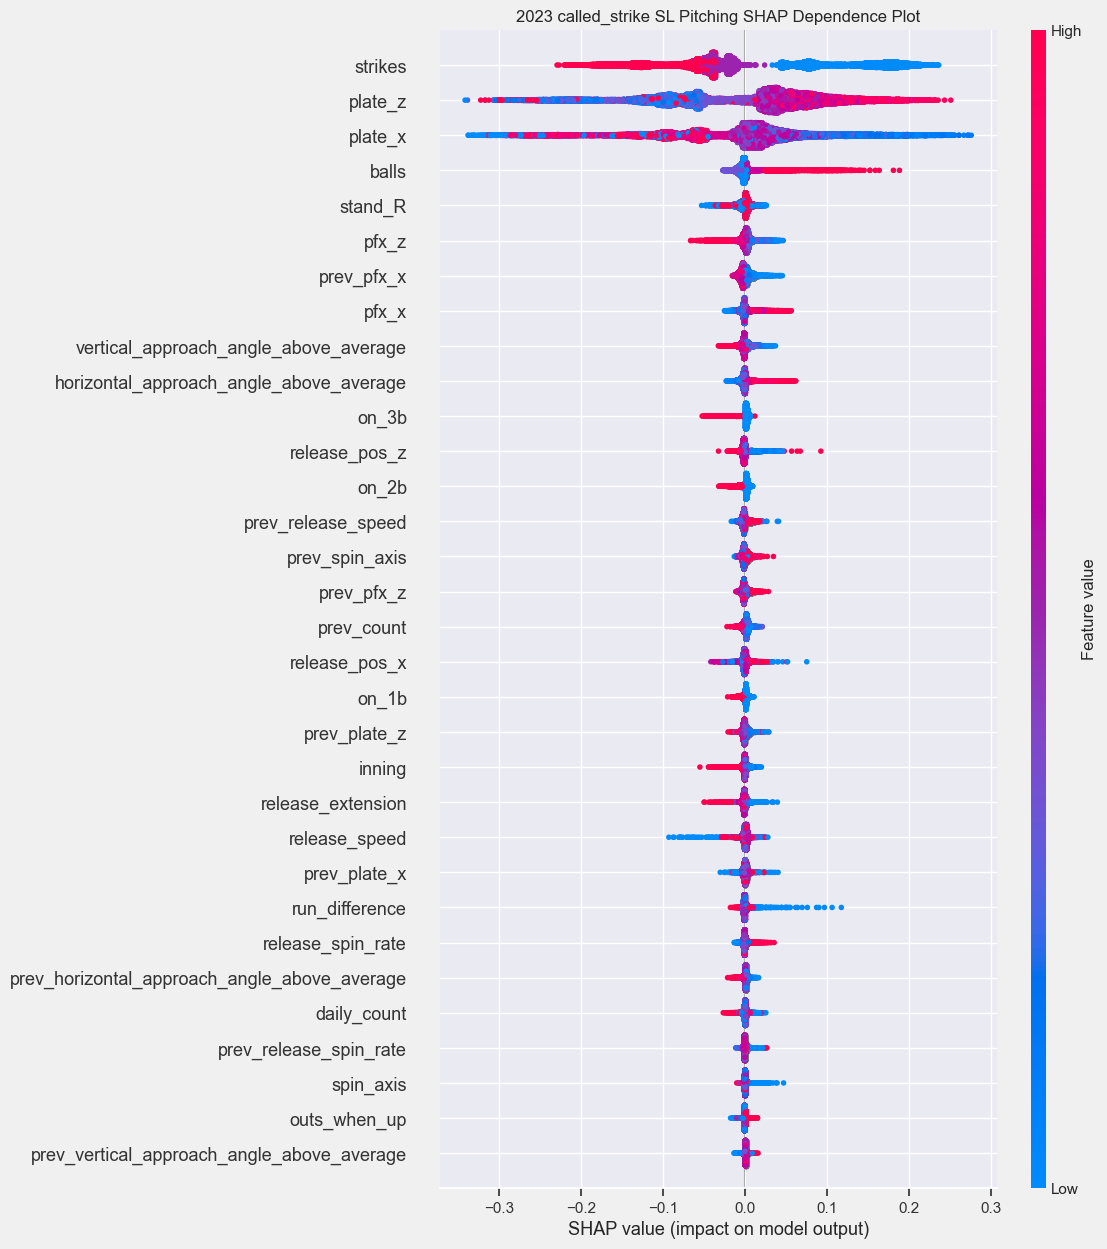 2023 called_strike SL Pitching SHAP Dependence Plot
High
strikes
plate_z
plate_x
balls
stand_R
pfx_z
prev_pfx_x
pfx_x
vertical_approach_angle_above_average
horizontal_approach_angle_above_average
on_3b
release_pos_z
on_2b
prev_release_speed
prev_spin_axis
prev_pfx_z
prev_count
release_pos_x
on_1b
prev_plate_z
inning
release_extension
release_speed
prev_plate_x
run_difference
release_spin_rate
prev_horizontal_approach_angle_above_average
daily_count
prev_release_spin_rate
spin_axis
outs_when_up
prev_vertical_approach_angle_above_average
Feature value
Low
−0.3 −0.2 −0.1 0.0 0.1 0.2 0.3
SHAP value (impact on model output)